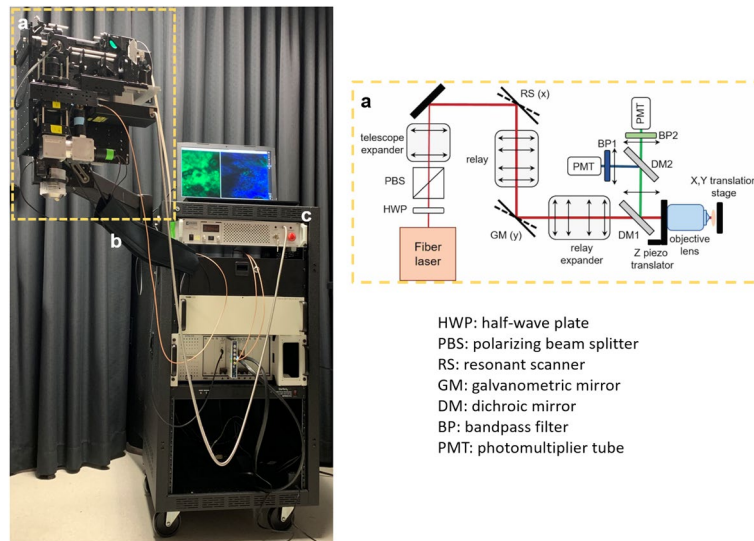 a
b
c
a
RS (x)
telescope
expander
PBS
HWP
Fiber
laser
relay
GM (y)
relay
expander
PMT
BP2
BP1
PMT
DM2
DM1
X,Y translation
stage
Z piezo
translator
objective
lens
HWP: half-wave plate
PBS: polarizing beam splitter
RS: resonant scanner
GM: galvanometric mirror
DM: dichroic mirror
BP: bandpass filter
PMT: photomultiplier tube